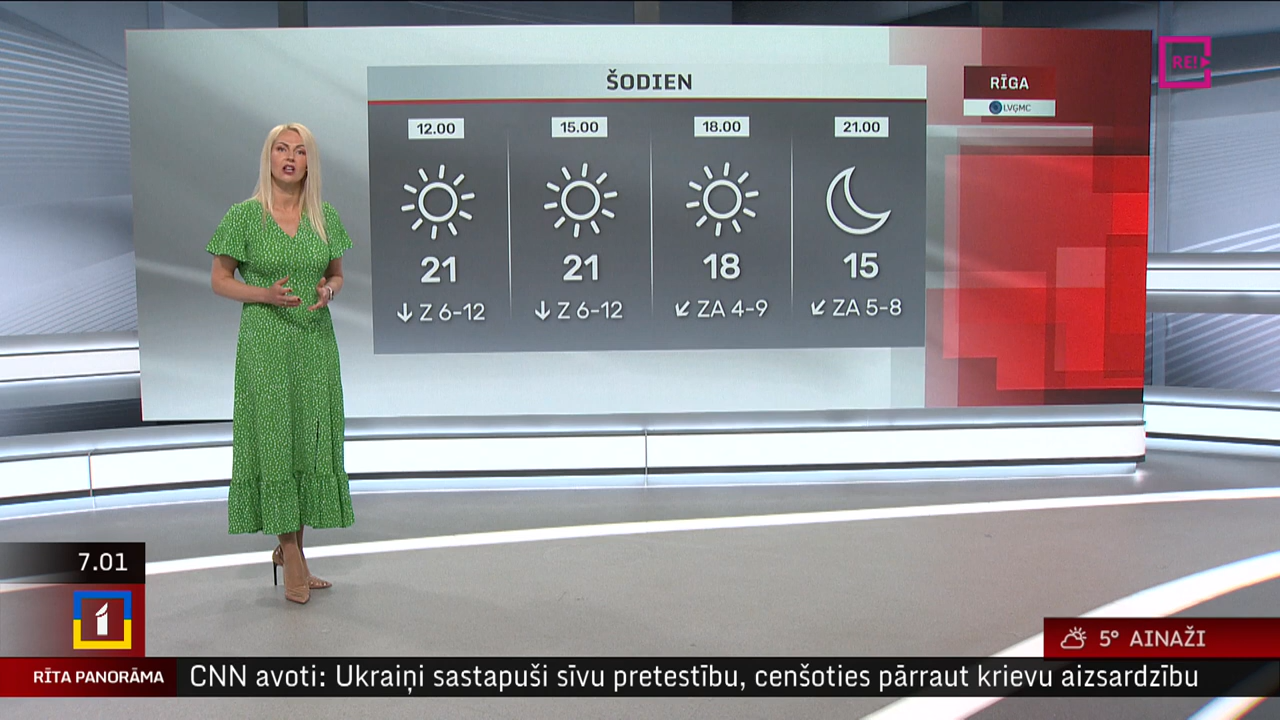 ŠODIEN
RĪGA
LVĢMC
RE!
12.00 15.00 18.00 21.00
21 21 18 15
Z 6-12 Z 6-12 ZA 4-9 ZA 5-8
7.01
1
5° AINAŽI
RĪTA PANORĀMA CNN avoti: Ukraiņi sastapuši sīvu pretestību, cenšoties pārraut krievu aizsardzību